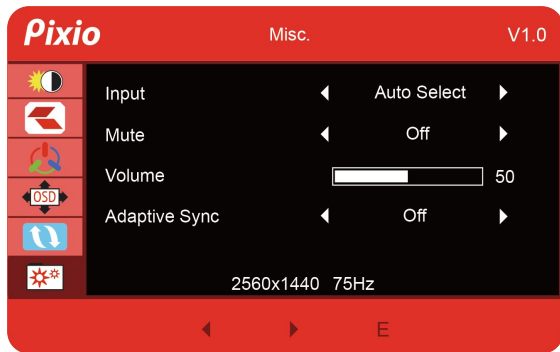 Pixio Misc. V1.0
Input Auto Select
Mute Off
Volume 50
OSD
Adaptive Sync Off
2560x1440 75Hz
E